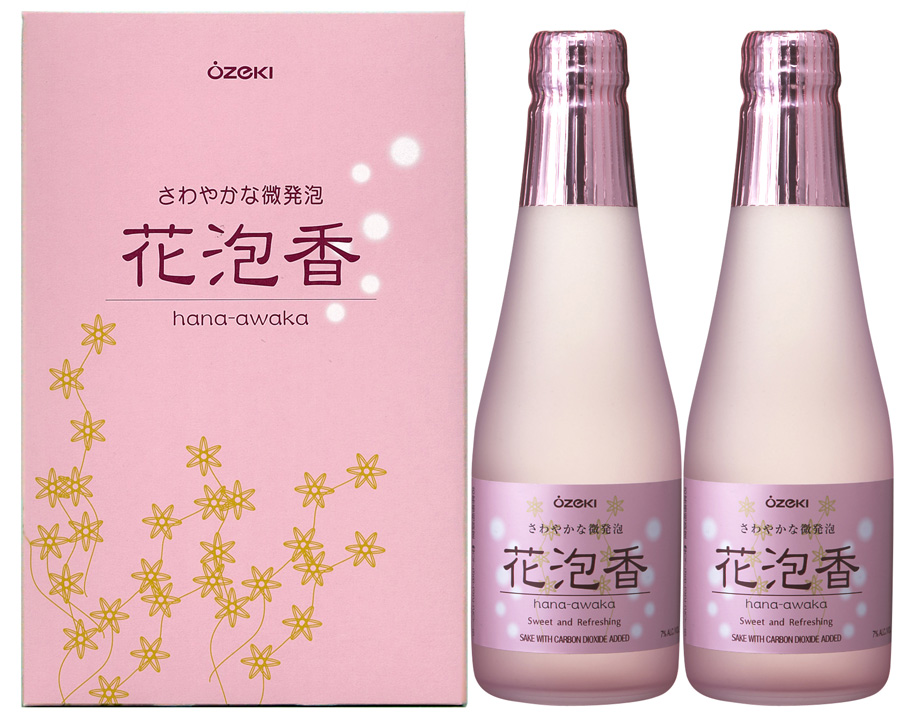 OZEKI
さわやかな微発泡
花泡香
hana-awaka
OZEKI
さわやかな微発泡
花泡香
hana-awaka
Sweet and Refreshing
SAKE WITH CARBON DIOXIDE ADDED
OZEKI
さわやかな微発泡
花泡香
hana-awaka
Sweet and Refreshing
SAKE WITH CARBON DIOXIDE ADDED